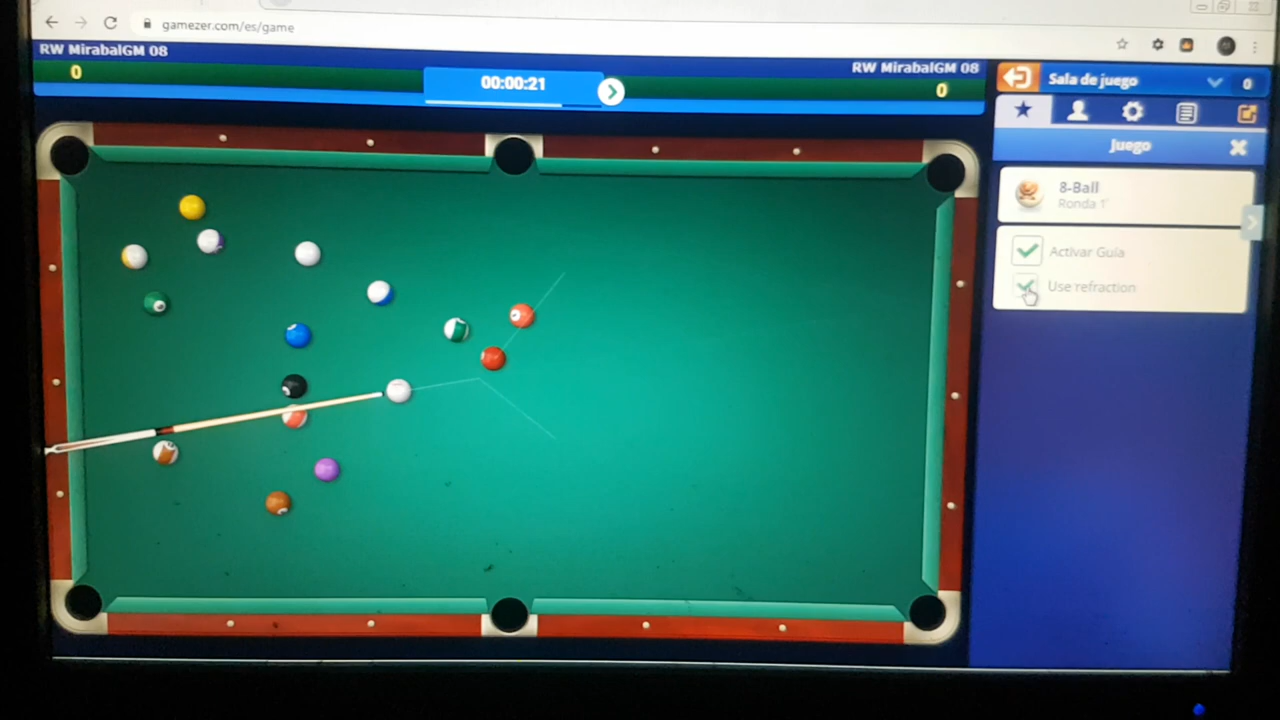 gamezer.com/es/game
RW MirabalGM 08
RW MirabalGM 08
0
00:00:21
0
Sala de juego
0
Juego
8-Ball
Ronda 1
Activar Guía
Use refraction